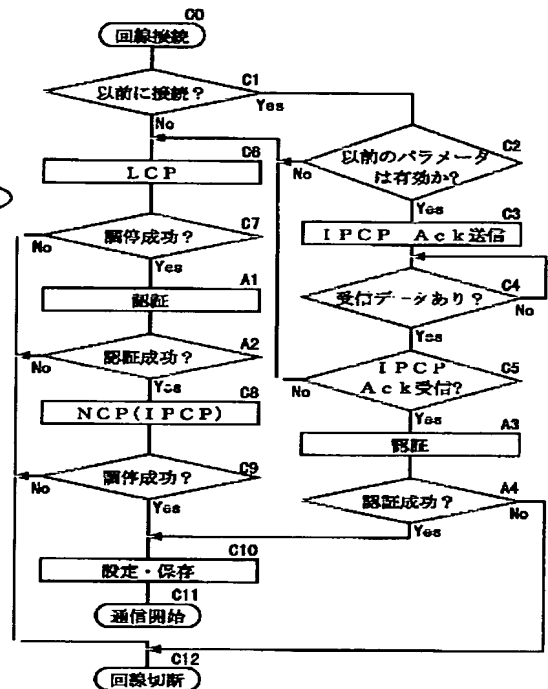 C0
回線接続
C1
以前に接続？
Yes
No
C2
以前のパラメータ
は有効か？
No
Yes
C6
LCP
C3
IPCP Ack送信
C7
調停成功？
No
Yes
C4
受信データあり？
No
Yes
A1
認証
A2
認証成功？
No
Yes
C5
IPCP
Ack受信？
No
Yes
C8
NCP(IPCP)
A3
認証
C9
調停成功？
No
Yes
A4
認証成功？
No
Yes
C10
設定・保存
C11
通信開始
C12
回線切断